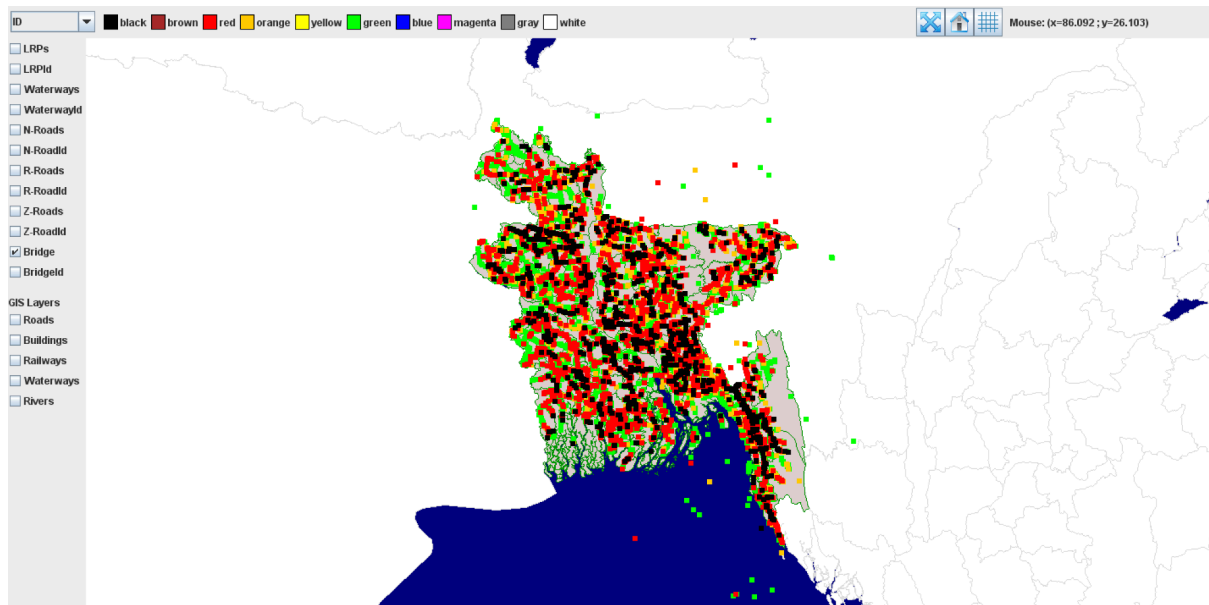 ID black brown red orange yellow green blue magenta gray white Mouse: (x=86.092 ; y=26.103)
LRPs
LRPId
Waterways
WaterwayId
N-Roads
N-RoadId
R-Roads
R-RoadId
Z-Roads
Z-RoadId
Bridge
BridgeId
GIS Layers
Roads
Buildings
Railways
Waterways
Rivers